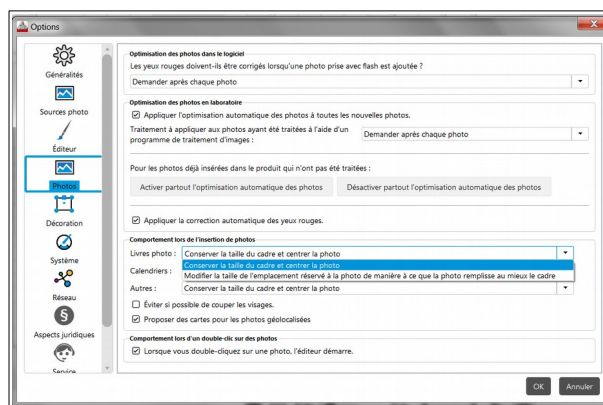 Options
Généralités
Sources photo
Éditeur
Photos
Décoration
Système
Réseau
Aspects juridiques
Service
Optimisation des photos dans le logiciel
Les yeux rouges doivent-ils être corrigés lorsqu'une photo prise avec flash est ajoutée ?
Demander après chaque photo
Optimisation des photos en laboratoire
Appliquer l'optimisation automatique des photos à toutes les nouvelles photos.
Traitement à appliquer aux photos ayant été traitées à l'aide d'un
programme de traitement d'images :
Demander après chaque photo
Pour les photos déjà insérées dans le produit qui n'ont pas été traitées :
Activer partout l'optimisation automatique des photos
Désactiver partout l'optimisation automatique des photos
Appliquer la correction automatique des yeux rouges.
Comportement lors de l'insertion de photos
Livres photo : Conserver la taille du cadre et centrer la photo
Conserver la taille du cadre et centrer la photo
Calendriers : Modifier la taille de l'emplacement réservé à la photo de manière à ce que la photo remplisse au mieux le cadre
Autres : Conserver la taille du cadre et centrer la photo
Éviter si possible de couper les visages.
Proposer des cartes pour les photos géolocalisées
Comportement lors d'un double-clic sur des photos
Lorsque vous double-cliquez sur une photo, l'éditeur démarre.
OK Annuler